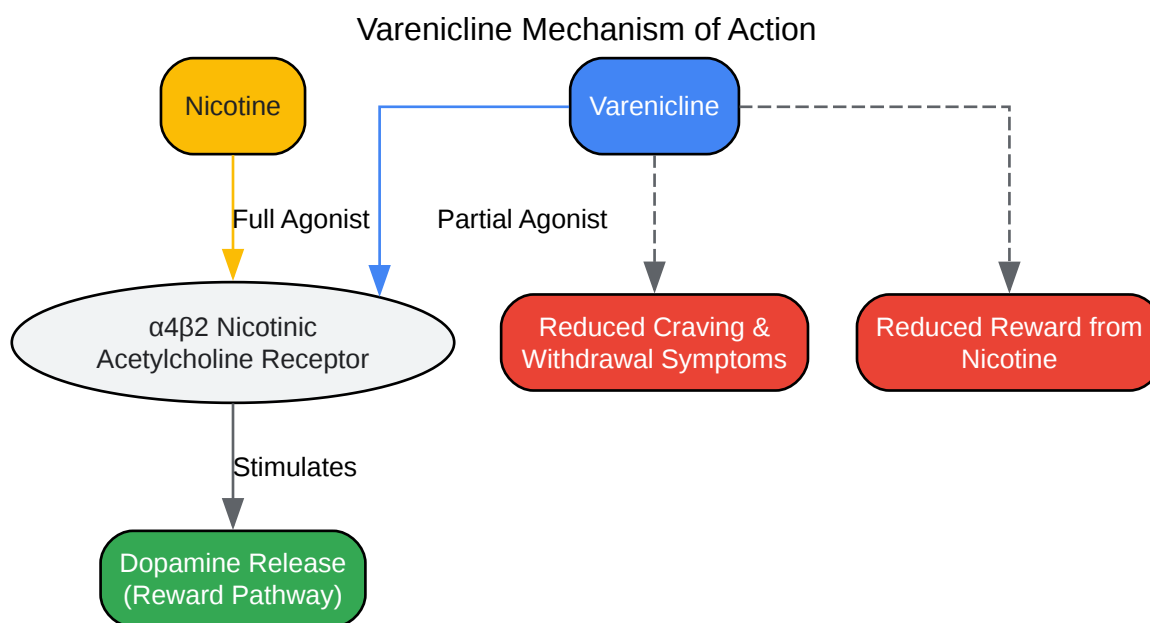 Varenicline Mechanism of Action
Nicotine
Varenicline
Full Agonist
Partial Agonist
α4β2 Nicotinic
Acetylcholine Receptor
Reduced Craving &
Withdrawal Symptoms
Reduced Reward from
Nicotine
Stimulates
Dopamine Release
(Reward Pathway)